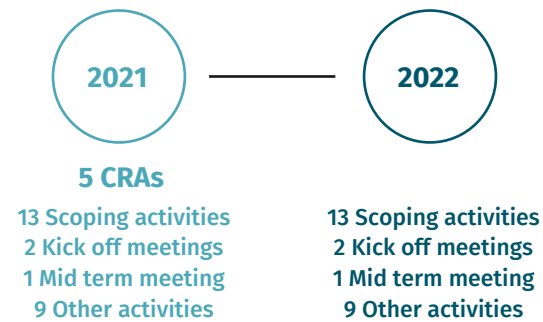 2021
2022
5 CRAs
13 Scoping activities
2 Kick off meetings
1 Mid term meeting
9 Other activities
13 Scoping activities
2 Kick off meetings
1 Mid term meeting
9 Other activities